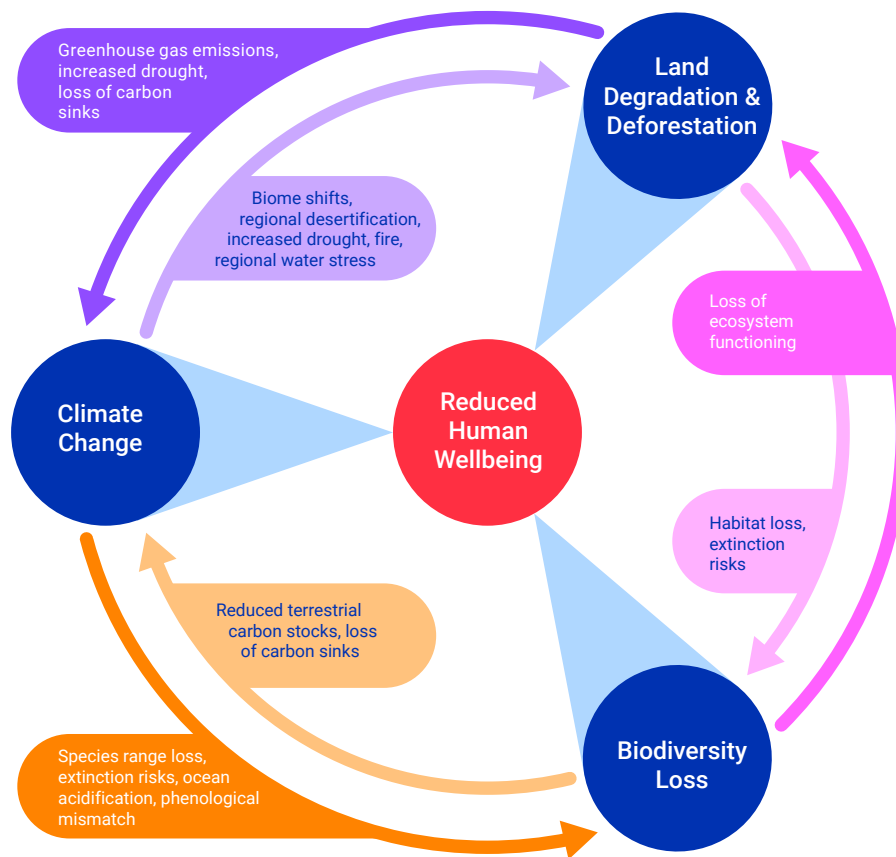 Greenhouse gas emissions,
increased drought,
loss of carbon
sinks
Land
Degradation &
Deforestation
Biome shifts,
regional desertification,
increased drought, fire,
regional water stress
Loss of
ecosystem
functioning
Climate
Change
Reduced
Human
Wellbeing
Habitat loss,
extinction
risks
Reduced terrestrial
carbon stocks, loss
of carbon sinks
Species range loss,
extinction risks, ocean
acidification, phenological
mismatch
Biodiversity
Loss